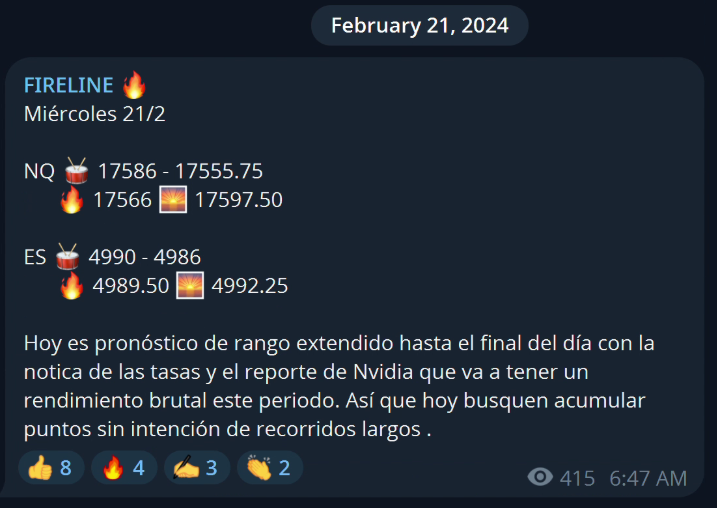 February 21, 2024
FIRELINE 🔥
Miércoles 21/2
NQ 🥁 17586 - 17555.75
🔥 17566 🌅 17597.50
ES 🥁 4990 - 4986
🔥 4989.50 🌅 4992.25
Hoy es pronóstico de rango extendido hasta el final del día con la
notica de las tasas y el reporte de Nvidia que va a tener un
rendimiento brutal este periodo. Así que hoy busquen acumular
puntos sin intención de recorridos largos .
👍 8 🔥 4 ✍️ 3 👏 2 415 6:47 AM